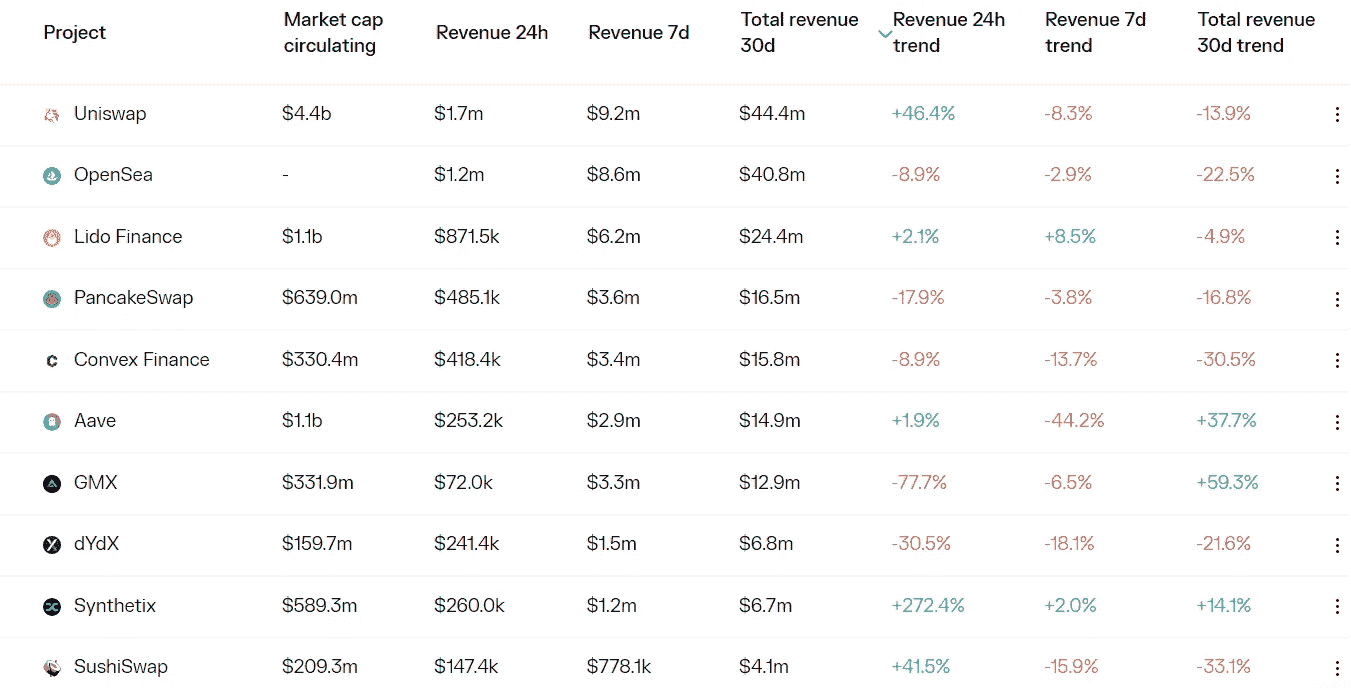 Project Market cap circulating Revenue 24h Revenue 7d Total revenue 30d Revenue 24h trend Revenue 7d trend Total revenue 30d trend
Uniswap $4.4b $1.7m $9.2m $44.4m +46.4% -8.3% -13.9%
OpenSea - $1.2m $8.6m $40.8m -8.9% -2.9% -22.5%
Lido Finance $1.1b $871.5k $6.2m $24.4m +2.1% +8.5% -4.9%
PancakeSwap $639.0m $485.1k $3.6m $16.5m -17.9% -3.8% -16.8%
Convex Finance $330.4m $418.4k $3.4m $15.8m -8.9% -13.7% -30.5%
Aave $1.1b $253.2k $2.9m $14.9m +1.9% -44.2% +37.7%
GMX $331.9m $72.0k $3.3m $12.9m -77.7% -6.5% +59.3%
dYdX $159.7m $241.4k $1.5m $6.8m -30.5% -18.1% -21.6%
Synthetix $589.3m $260.0k $1.2m $6.7m +272.4% +2.0% +14.1%
SushiSwap $209.3m $147.4k $778.1k $4.1m +41.5% -15.9% -33.1%